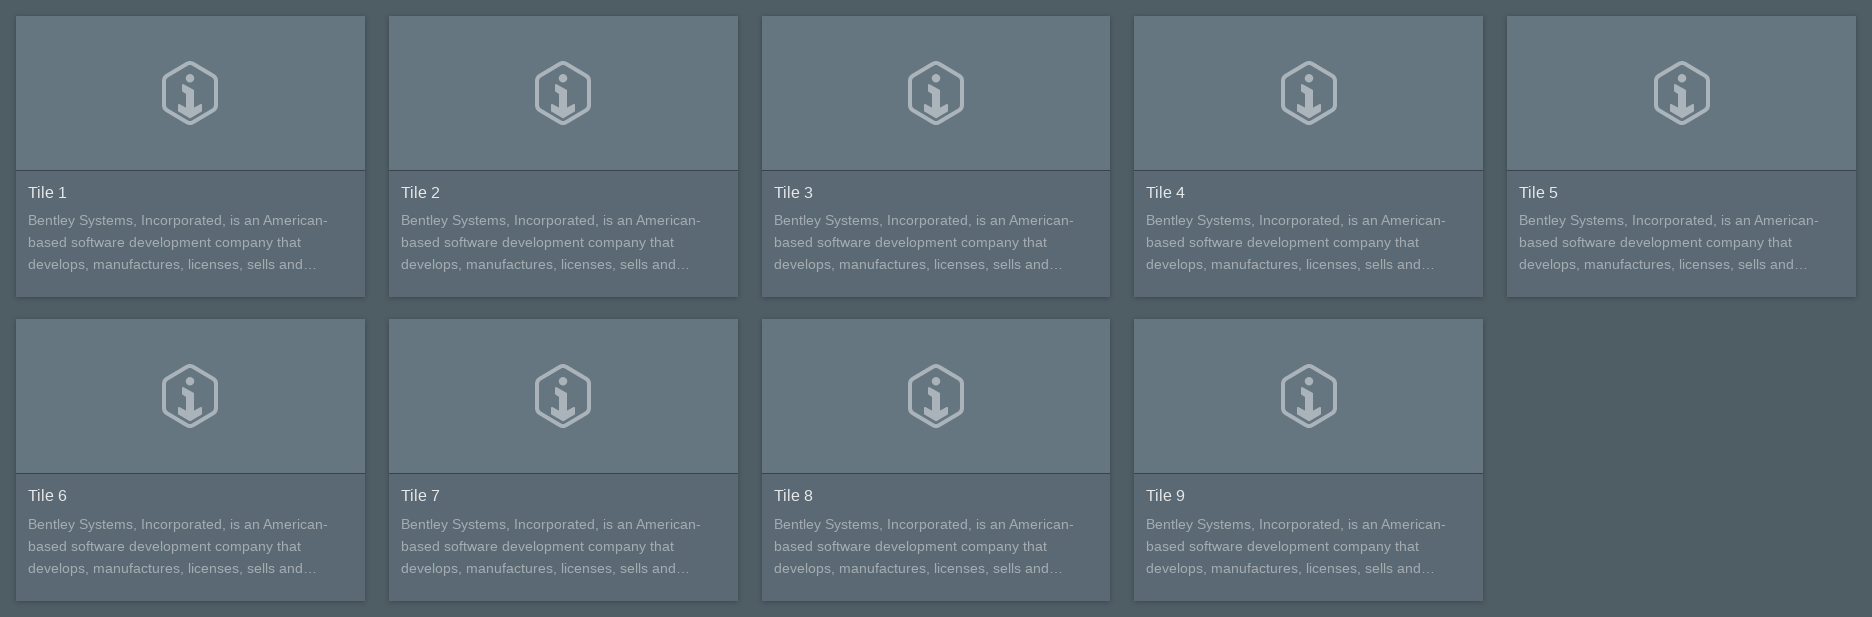 Tile 1
Bentley Systems, Incorporated, is an American-
based software development company that
develops, manufactures, licenses, sells and…
Tile 2
Bentley Systems, Incorporated, is an American-
based software development company that
develops, manufactures, licenses, sells and…
Tile 3
Bentley Systems, Incorporated, is an American-
based software development company that
develops, manufactures, licenses, sells and…
Tile 4
Bentley Systems, Incorporated, is an American-
based software development company that
develops, manufactures, licenses, sells and…
Tile 5
Bentley Systems, Incorporated, is an American-
based software development company that
develops, manufactures, licenses, sells and…
Tile 6
Bentley Systems, Incorporated, is an American-
based software development company that
develops, manufactures, licenses, sells and…
Tile 7
Bentley Systems, Incorporated, is an American-
based software development company that
develops, manufactures, licenses, sells and…
Tile 8
Bentley Systems, Incorporated, is an American-
based software development company that
develops, manufactures, licenses, sells and…
Tile 9
Bentley Systems, Incorporated, is an American-
based software development company that
develops, manufactures, licenses, sells and…